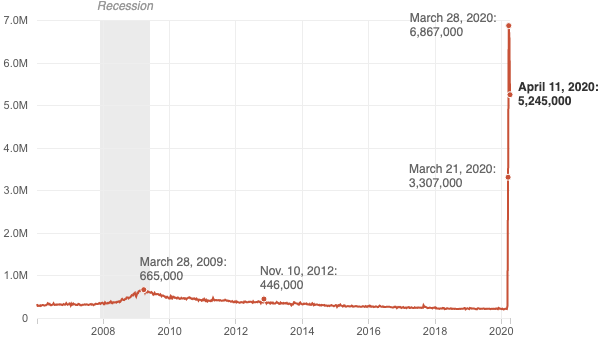 Recession
7.0M
6.0M
5.0M
4.0M
3.0M
2.0M
1.0M
0
March 28, 2020:
6,867,000
April 11, 2020:
5,245,000
March 21, 2020:
3,307,000
March 28, 2009:
665,000
Nov. 10, 2012:
446,000
2008 2010 2012 2014 2016 2018 2020